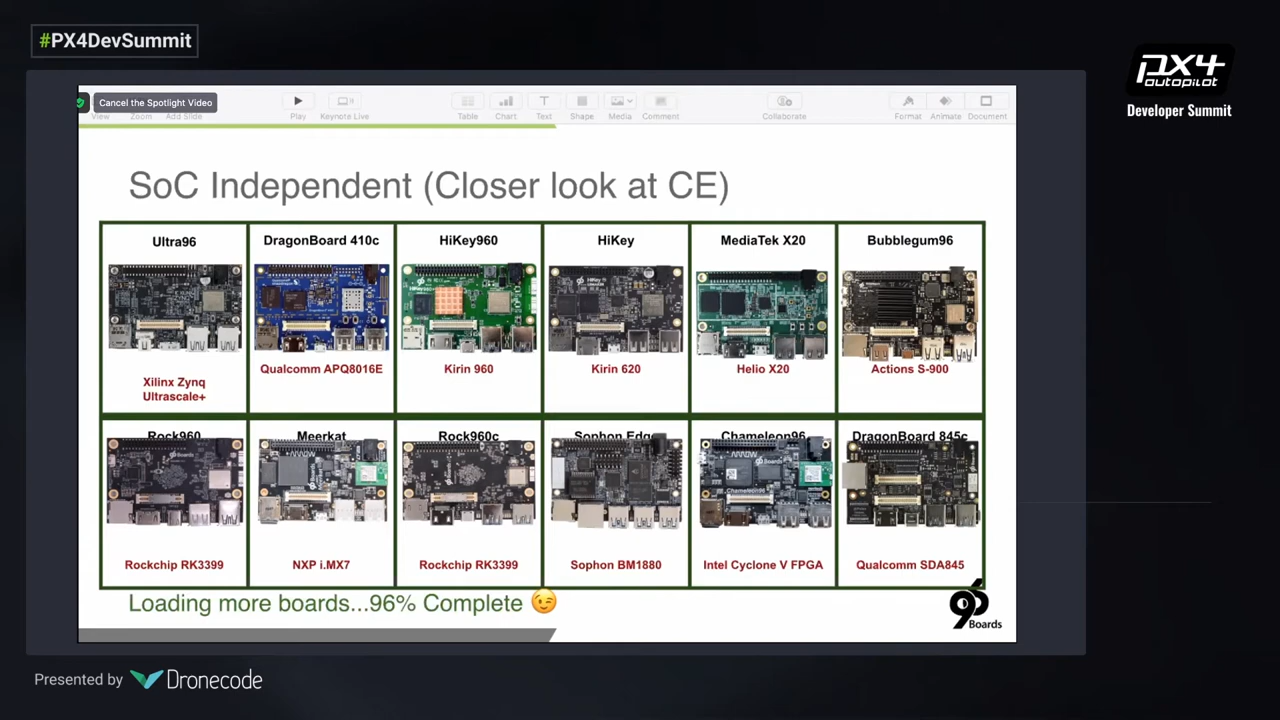 #PX4DevSummit
px4
autopilot
Developer Summit
Cancel the Spotlight Video
View Zoom Add Slide Play Keynote Live Table Chart Text Shape Media Comment Collaborate Format Animate Document
SoC Independent (Closer look at CE)
Ultra96 DragonBoard 410c HiKey960 HiKey MediaTek X20 Bubblegum96
Xilinx Zynq
Ultrascale+
Qualcomm APQ8016E Kirin 960 Kirin 620 Helio X20 Actions S-900
Rock960 Meerkat Rock960c Sophon Edge Chameleon96 DragonBoard 845c
Rockchip RK3399 NXP i.MX7 Rockchip RK3399 Sophon BM1880 Intel Cyclone V FPGA Qualcomm SDA845
Loading more boards...96% Complete 😉
96
Boards
Presented by Dronecode